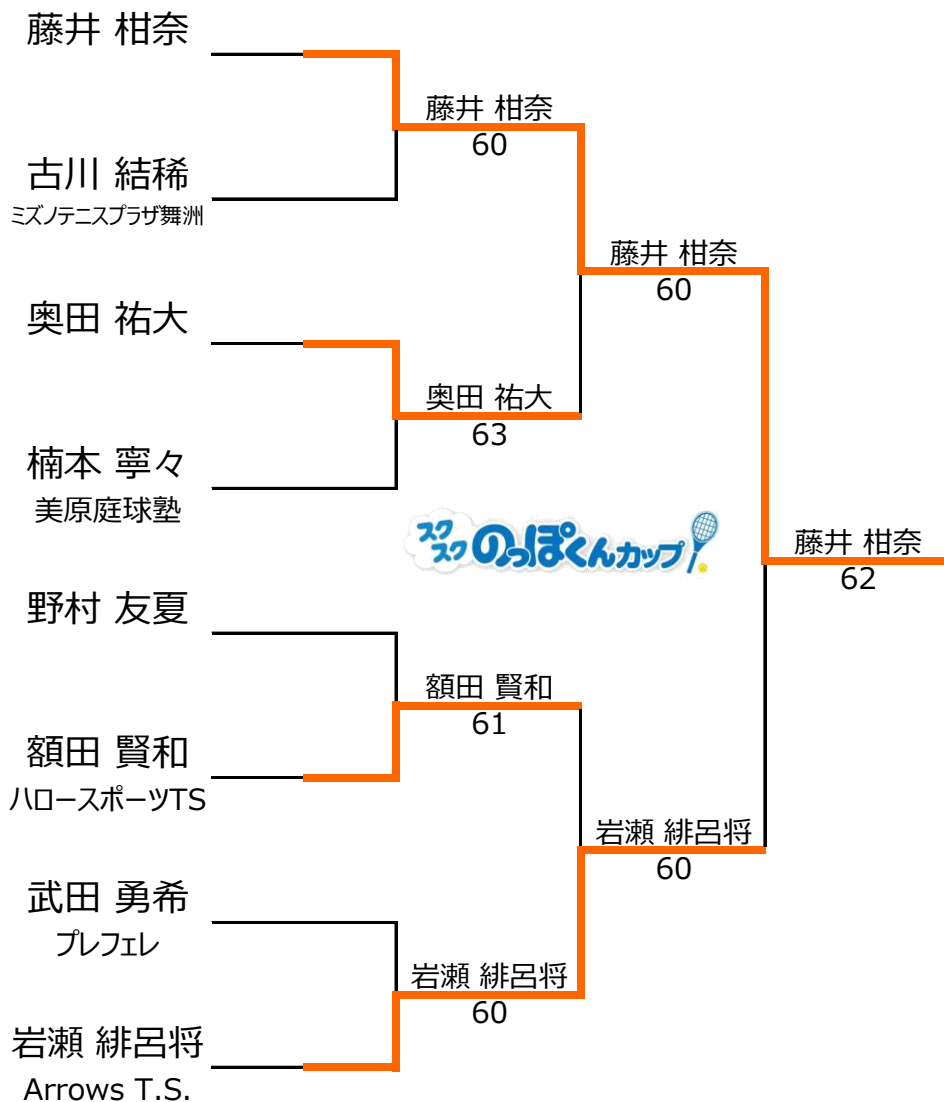 藤井 柑奈
藤井 柑奈
60
古川 結稀
ミズノテニスプラザ舞洲
藤井 柑奈
60
奥田 祐大
奥田 祐大
63
楠本 寧々
美原庭球塾
スクスク のっぽくんカップ
藤井 柑奈
62
野村 友夏
額田 賢和
61
額田 賢和
ハロースポーツTS
岩瀬 緋呂将
60
武田 勇希
プレフェレ
岩瀬 緋呂将
60
岩瀬 緋呂将
Arrows T.S.